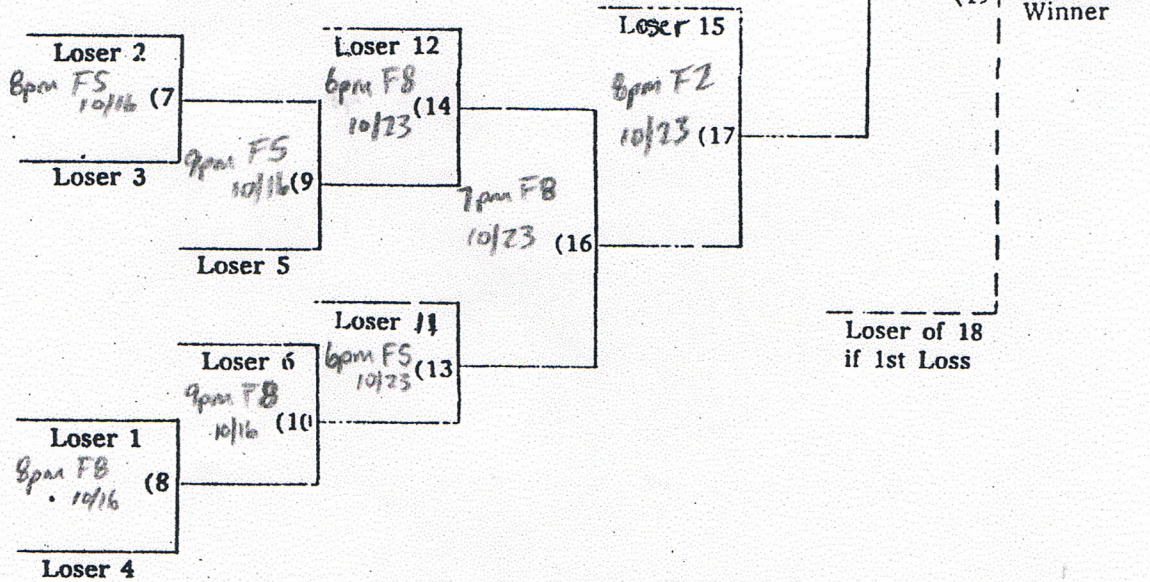 Winner
Loser 15
8pm F2
10/23 (17
Loser 12
6pm F8
10/23 (14
Loser 2
8pm F5
10/16 (7
Loser 3
9pm F5
10/16 (9
Loser 5
7pm F8
10/23 (16
Loser 11
6pm F5
10/23 (13
Loser 6
9pm F8
10/16 (10
Loser 1
8pm F8
10/16 (8
Loser 4
Loser of 18
if 1st Loss